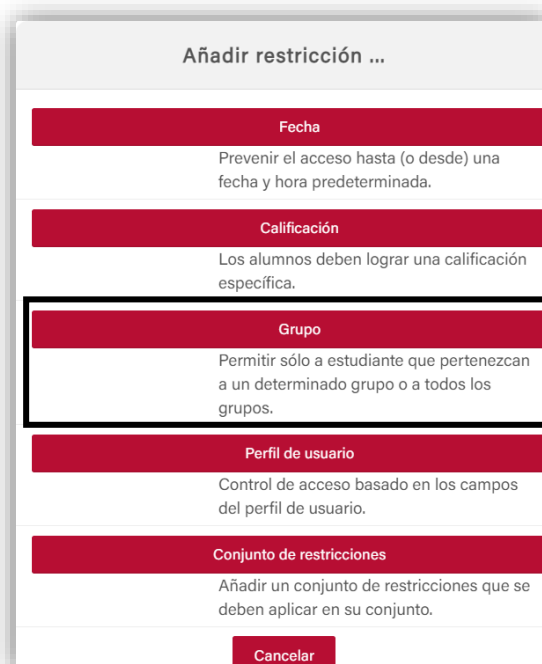 Añadir restricción ...
Fecha
Prevenir el acceso hasta (o desde) una
fecha y hora predeterminada.
Calificación
Los alumnos deben lograr una calificación
específica.
Grupo
Permitir sólo a estudiante que pertenezcan
a un determinado grupo o a todos los
grupos.
Perfil de usuario
Control de acceso basado en los campos
del perfil de usuario.
Conjunto de restricciones
Añadir un conjunto de restricciones que se
deben aplicar en su conjunto.
Cancelar